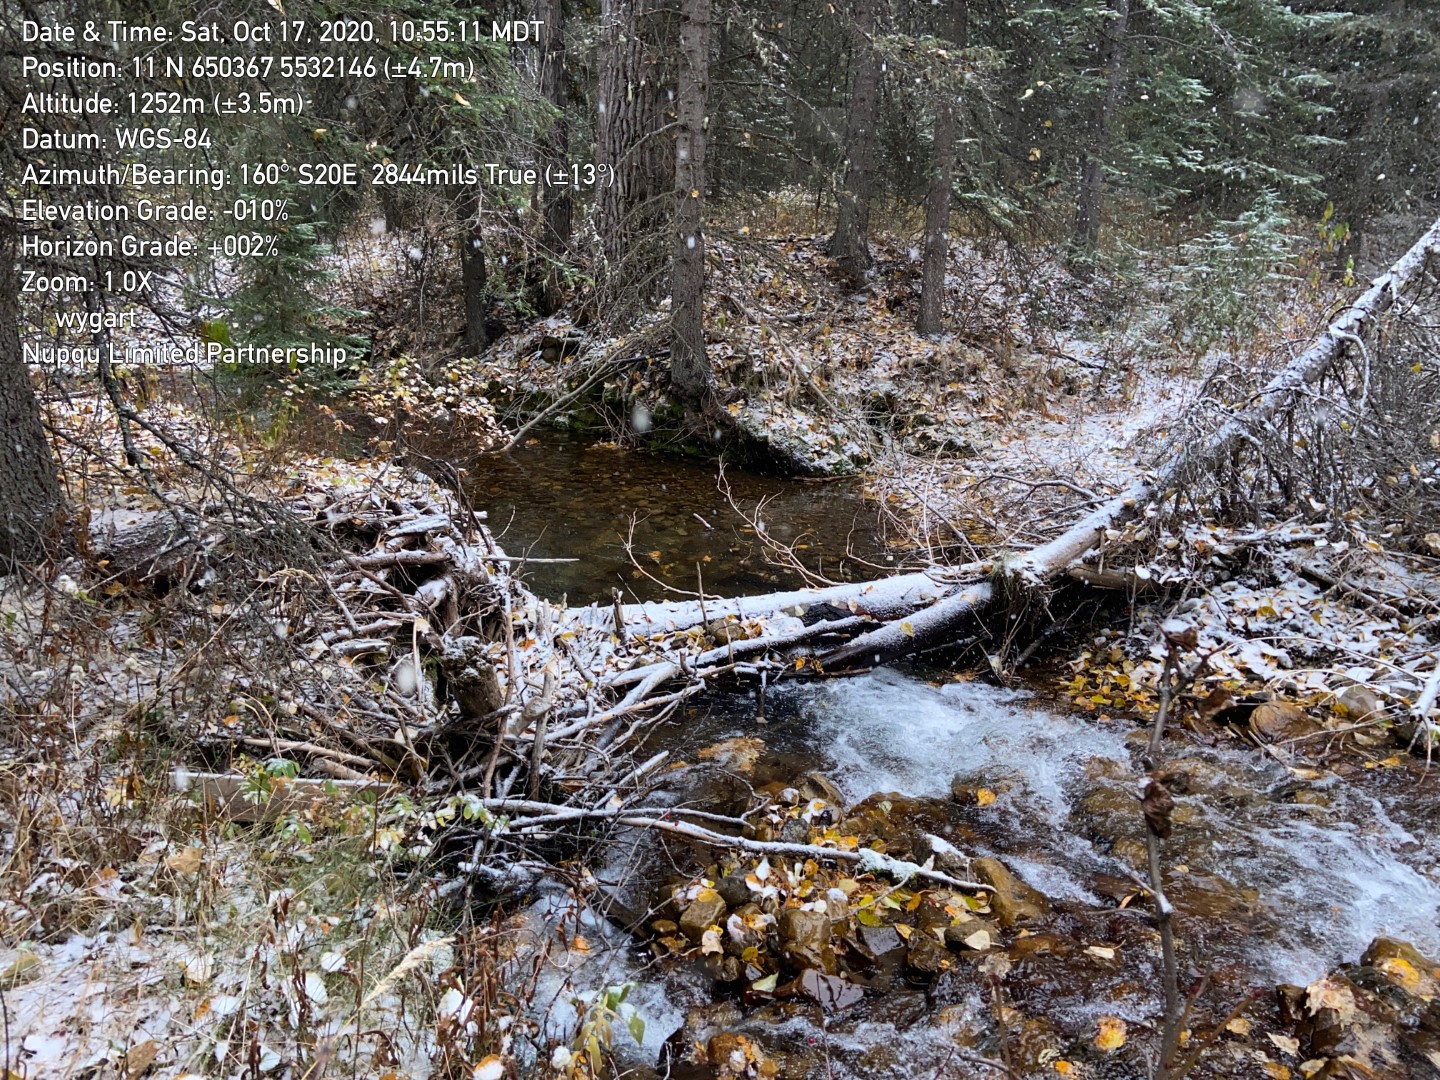 Date & Time: Sat, Oct 17, 2020, 10:55:11 MDT
Position: 11 N 650367 5532146 (±4.7m)
Altitude: 1252m (±3.5m)
Datum: WGS-84
Azimuth/Bearing: 160° S20E 2844mils True (±13°)
Elevation Grade: -010%
Horizon Grade: +002%
Zoom: 1.0X
wygart
Nupqu Limited Partnership